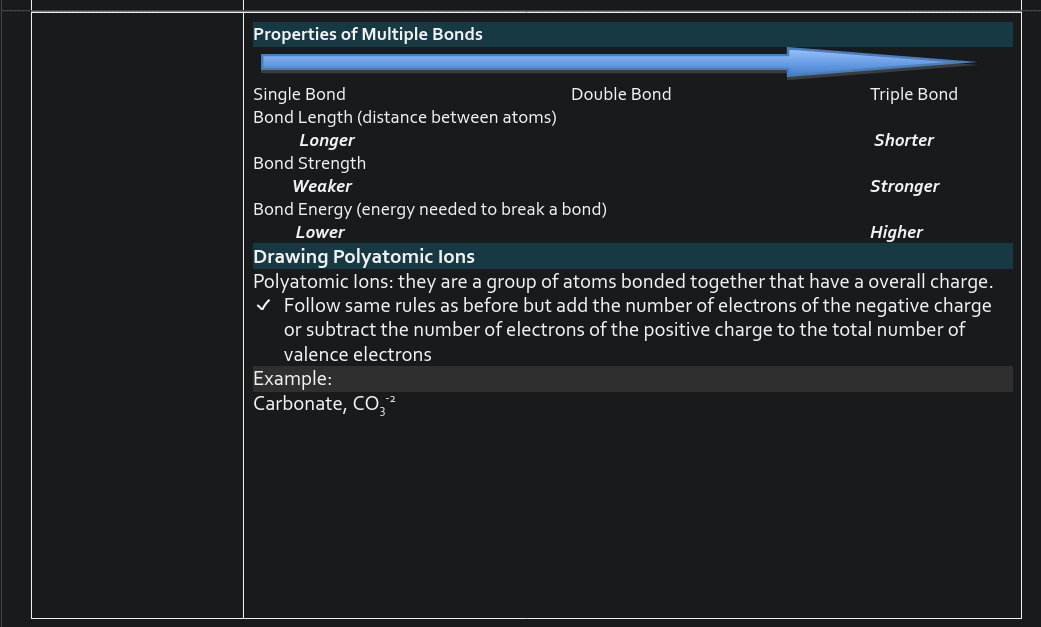 Properties of Multiple Bonds
Single Bond Double Bond Triple Bond
Bond Length (distance between atoms)
Longer Shorter
Bond Strength
Weaker Stronger
Bond Energy (energy needed to break a bond)
Lower Higher
Drawing Polyatomic Ions
Polyatomic Ions: they are a group of atoms bonded together that have a overall charge.
✓ Follow same rules as before but add the number of electrons of the negative charge
or subtract the number of electrons of the positive charge to the total number of
valence electrons
Example:
Carbonate, CO₃⁻²